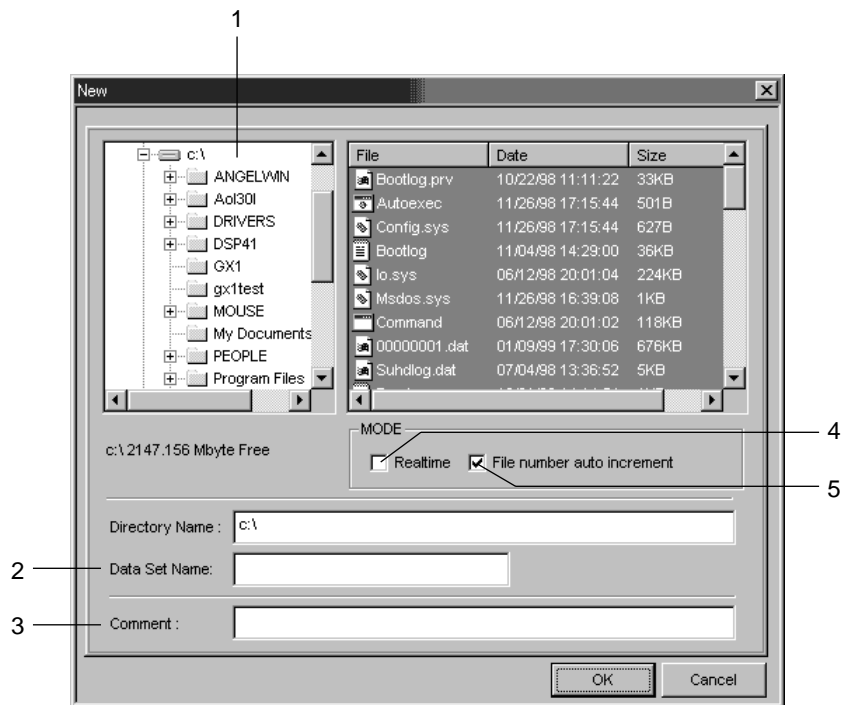 1
New
c:\
ANGELWIN
Aol30I
DRIVERS
DSP41
GX1
gx1test
MOUSE
My Documents
PEOPLE
Program Files
File Date Size
Bootlog.prv 10/22/98 11:11:22 33KB
Autoexec 11/26/98 17:15:44 501B
Config.sys 11/26/98 17:15:44 627B
Bootlog 11/04/98 14:29:00 36KB
Io.sys 06/12/98 20:01:04 224KB
Msdos.sys 11/26/98 16:39:08 1KB
Command 06/12/98 20:01:02 118KB
00000001.dat 01/09/99 17:30:06 676KB
Suhdlog.dat 07/04/98 13:36:52 5KB
c:\ 2147.156 Mbyte Free
MODE
4
Realtime File number auto increment
5
Directory Name : c:\
2 Data Set Name:
3 Comment :
OK Cancel